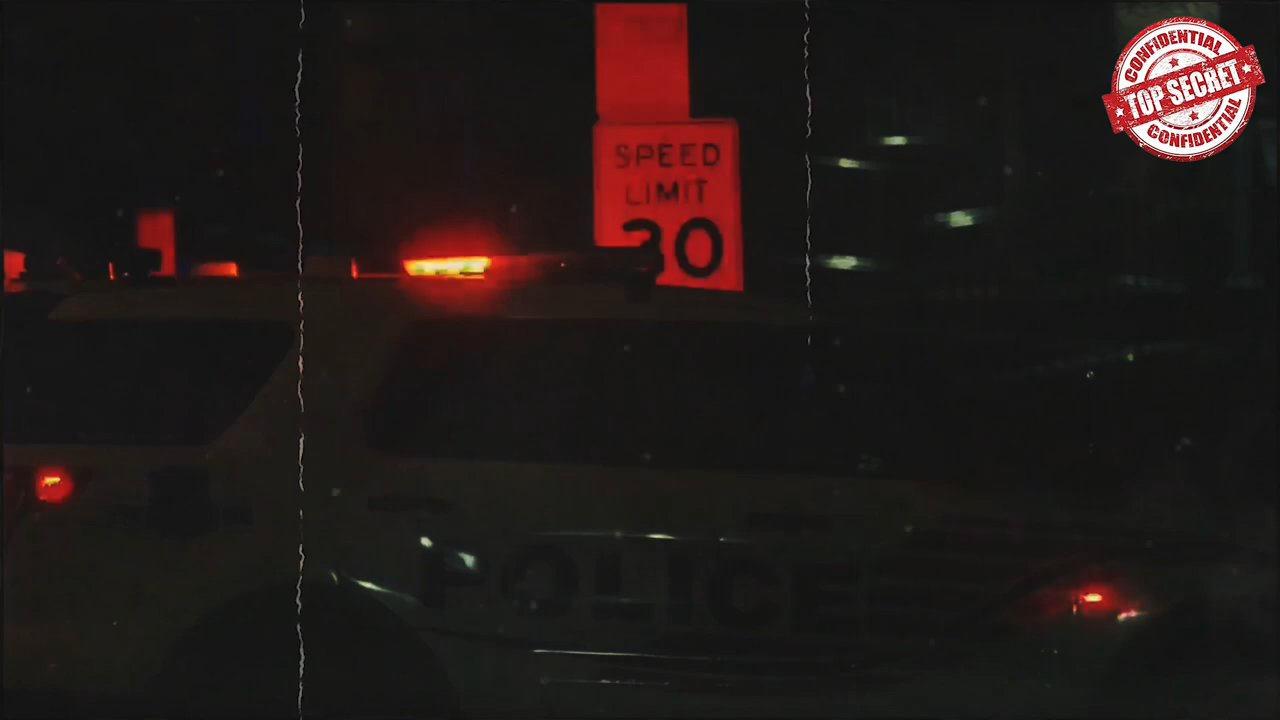 CONFIDENTIAL
TOP SECRET
CONFIDENTIAL
SPEED
LIMIT
30
POLICE